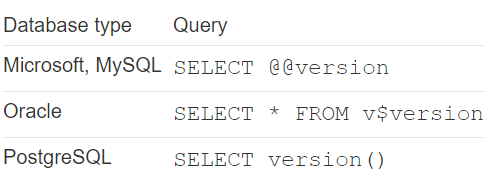 Database type Query
Microsoft, MySQL SELECT @@version
Oracle SELECT * FROM v$version
PostgreSQL SELECT version()